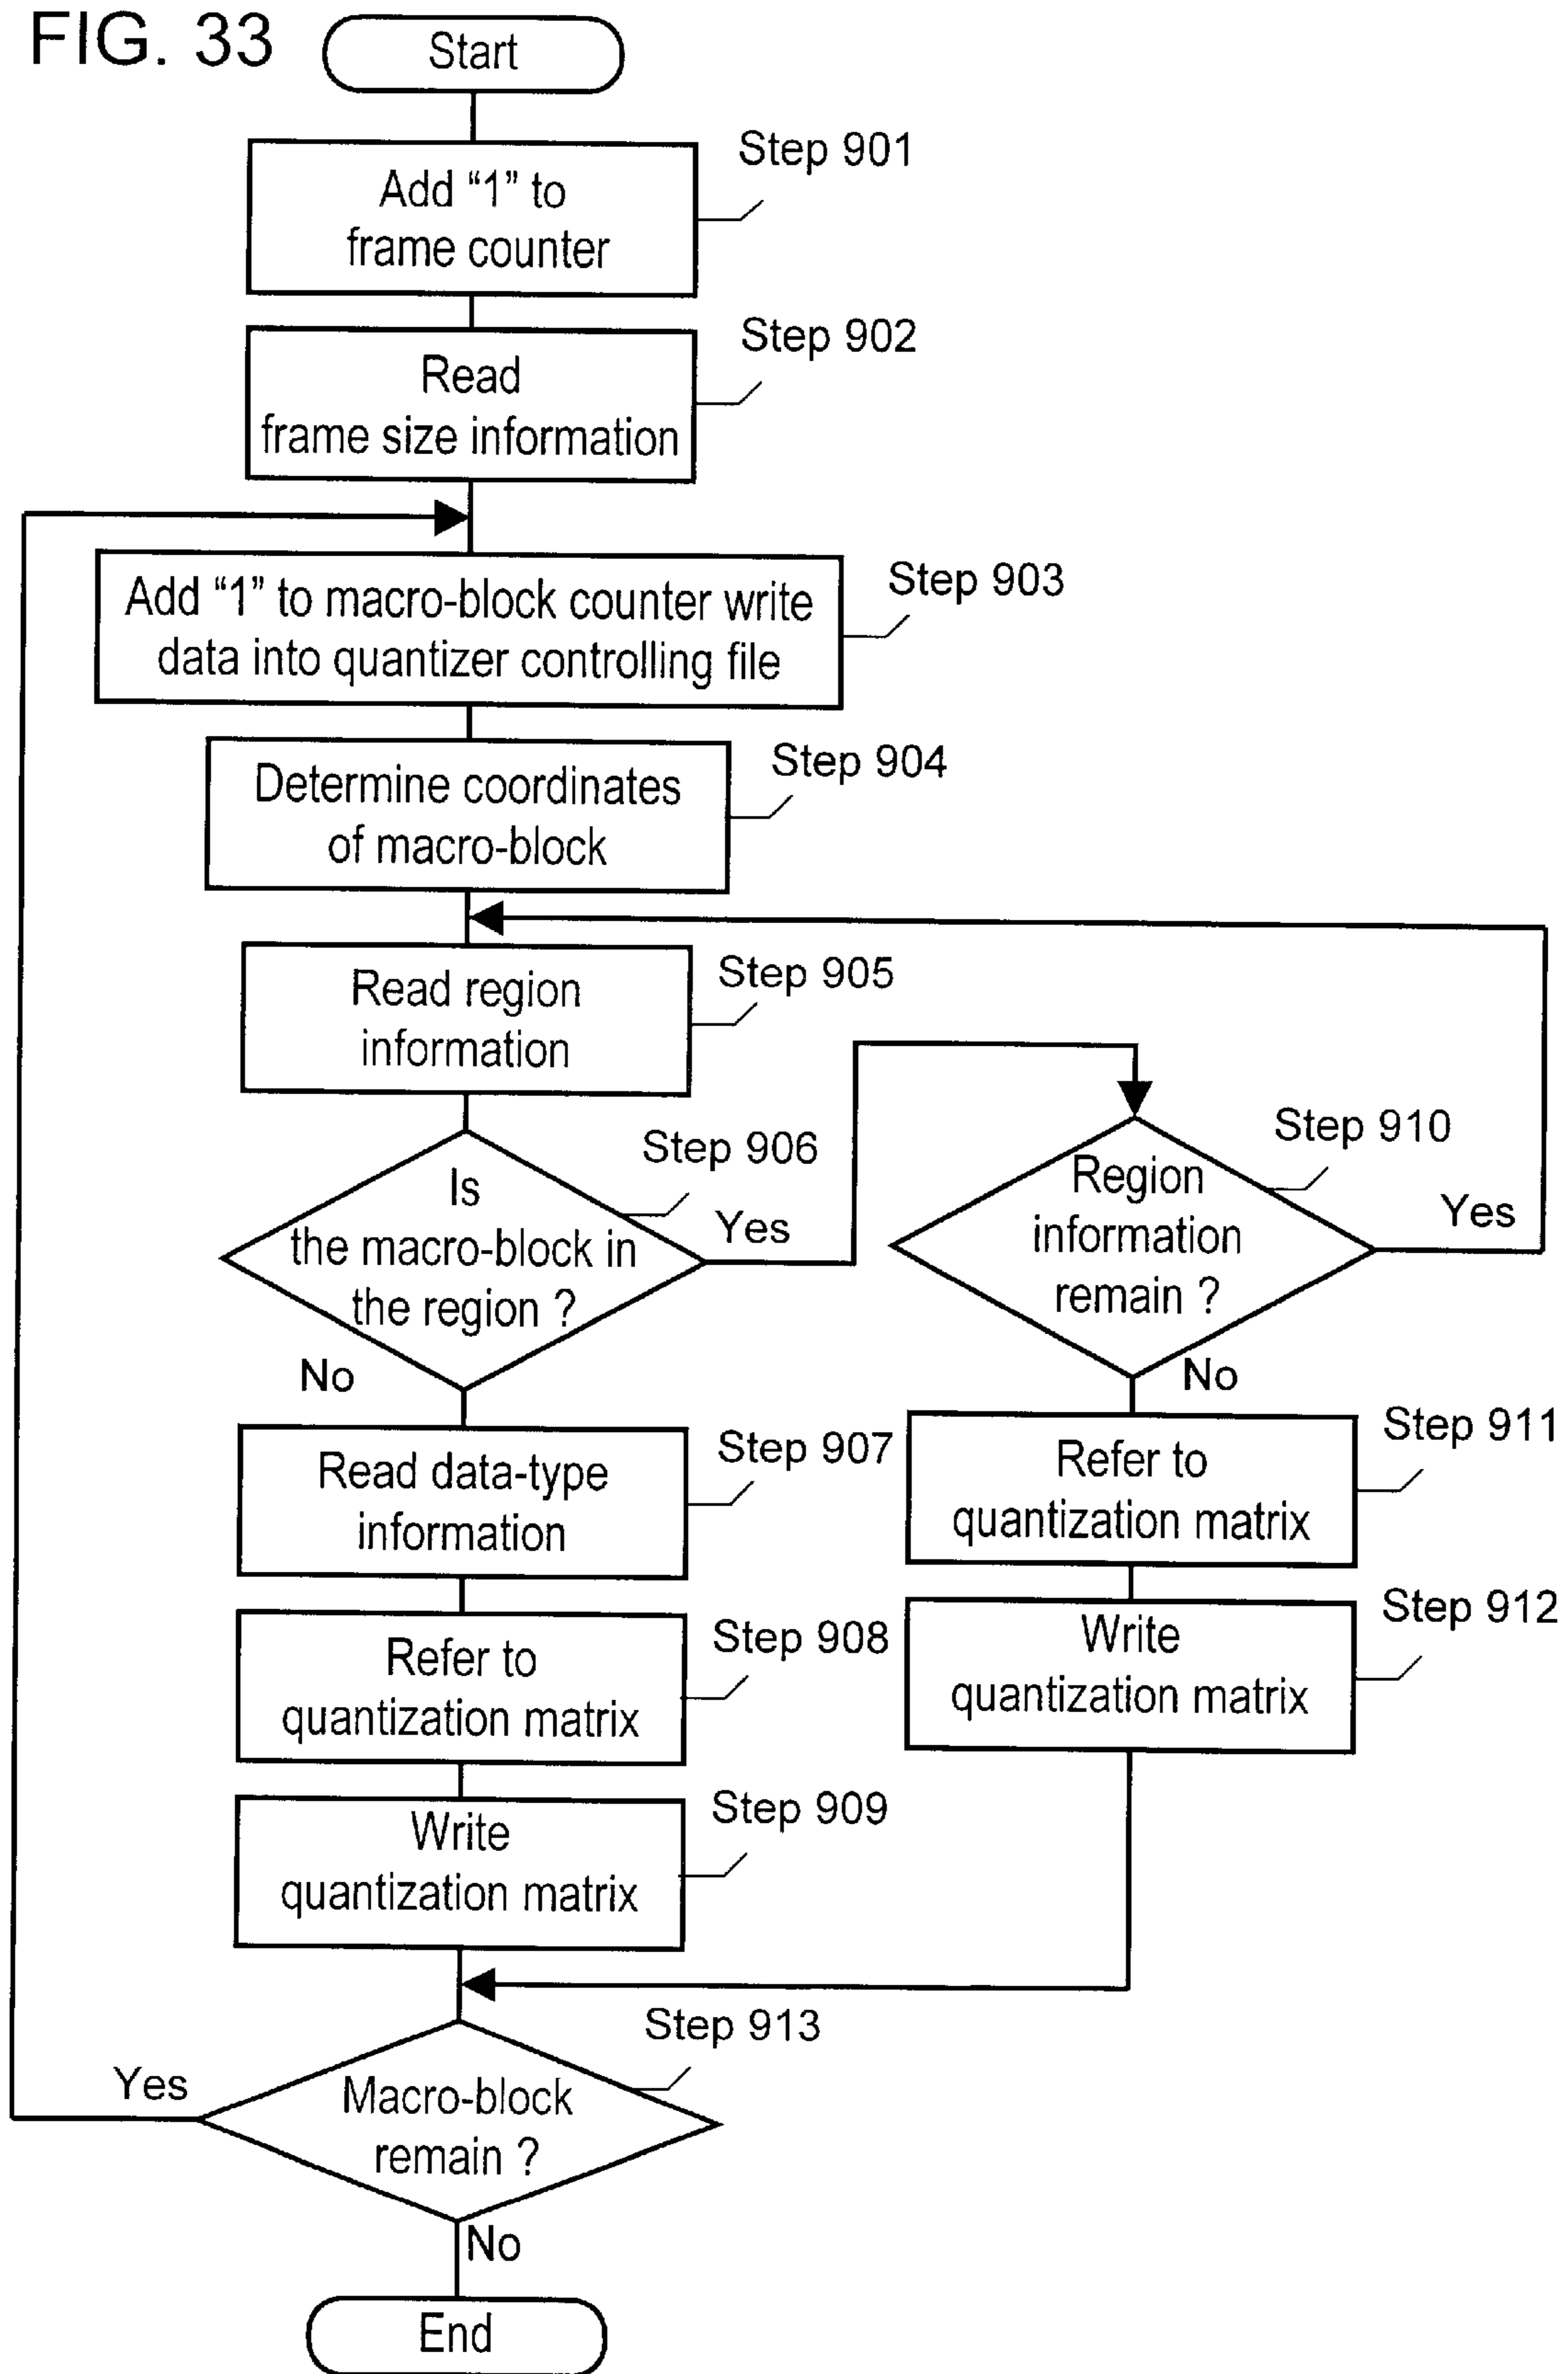 FIG. 33
Start
Step 901
Add “1” to
frame counter
Step 902
Read
frame size information
Step 903
Add “1” to macro-block counter write
data into quantizer controlling file
Step 904
Determine coordinates
of macro-block
Step 905
Read region
information
Step 906
Is
the macro-block in
the region ?
Yes
No
Step 910
Region
information
remain ?
Yes
No
Step 907
Read data-type
information
Step 911
Refer to
quantization matrix
Step 908
Refer to
quantization matrix
Step 912
Write
quantization matrix
Step 909
Write
quantization matrix
Step 913
Yes
Macro-block
remain ?
No
End